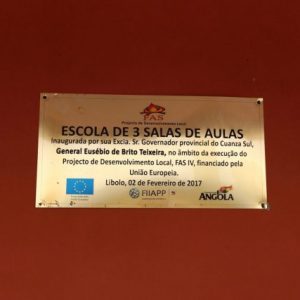 FAS
Projecto de Desenvolvimento Local
ESCOLA DE 3 SALAS DE AULAS
Inaugurada por sua Excia. Sr. Governador provincial do Cuanza Sul,
General Eusébio de Brito Teixeira, no âmbito da execução do
Projecto de Desenvolvimento Local, FAS IV, financiado pela
União Europeia.
Libolo, 02 de Fevereiro de 2017
FIIAPP
ANGOLA